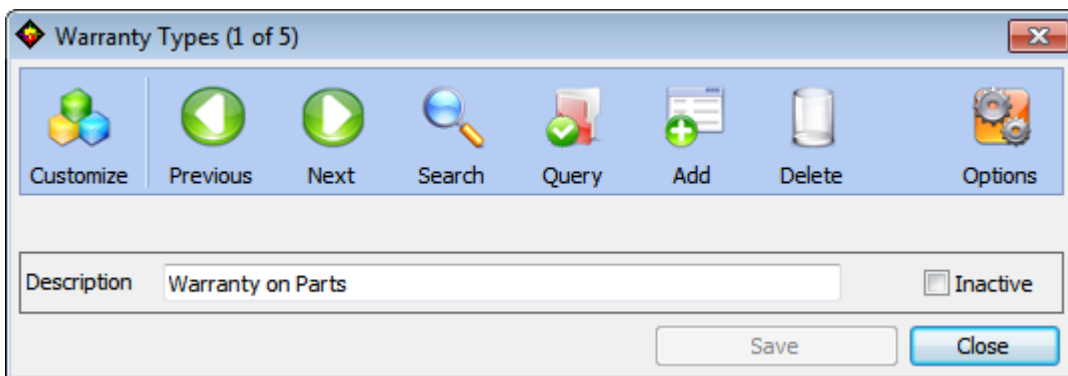 Warranty Types (1 of 5)
Customize Previous Next Search Query Add Delete Options
Description Warranty on Parts Inactive
Save Close